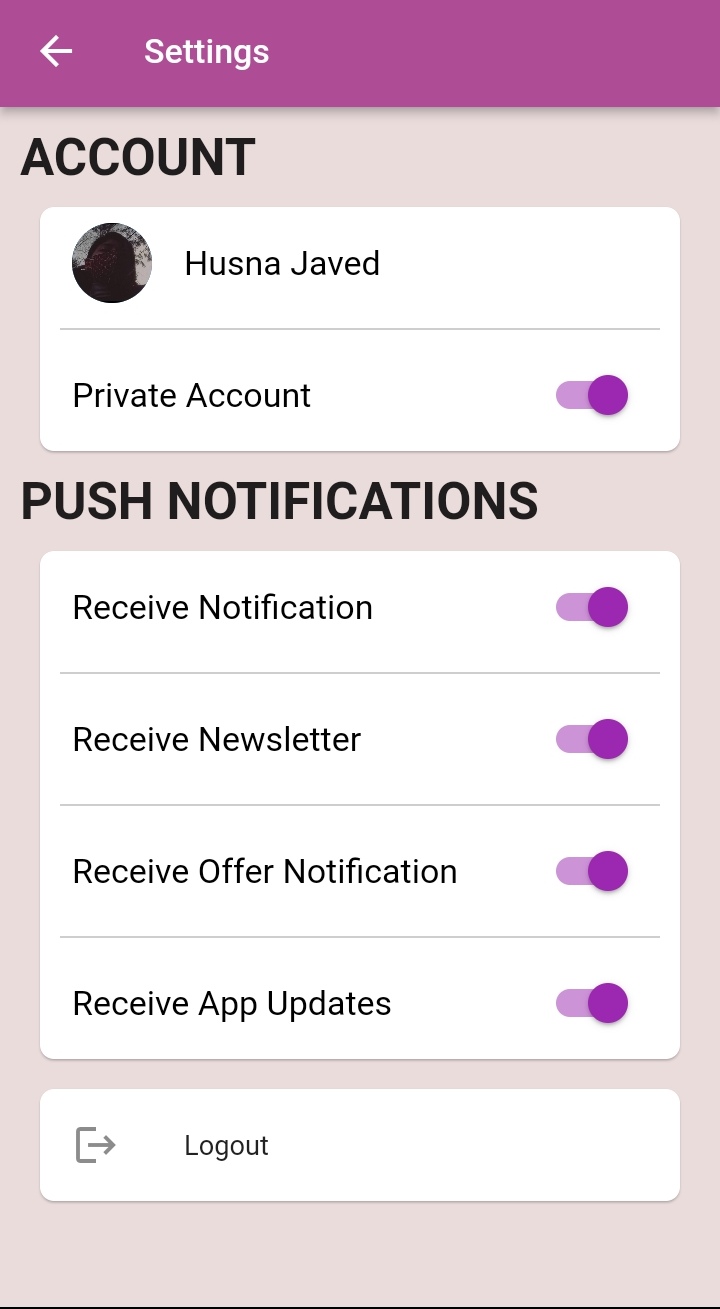 Settings
ACCOUNT
Husna Javed
Private Account
PUSH NOTIFICATIONS
Receive Notification
Receive Newsletter
Receive Offer Notification
Receive App Updates
Logout